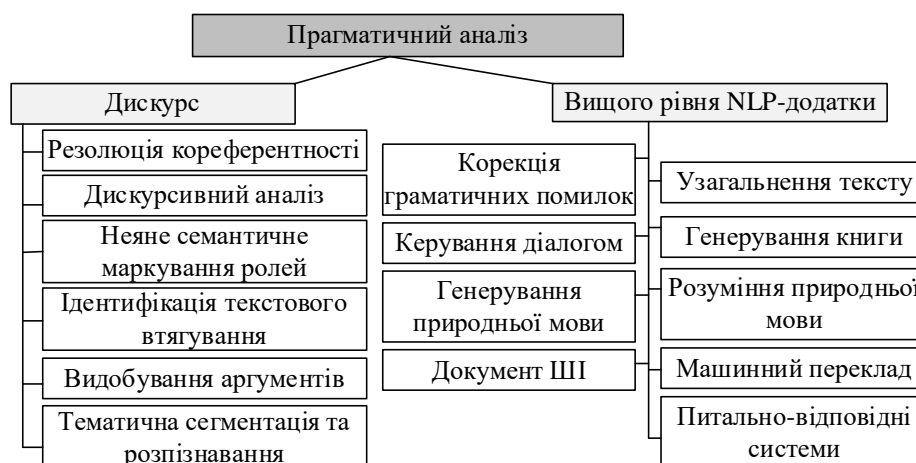 Прагматичний аналіз
Дискурс
Резолюція кореферентності
Дискурсивний аналіз
Неяне семантичне
маркування ролей
Ідентифікація текстового
втягування
Видобування аргументів
Тематична сегментація та
розпізнавання
Вищого рівня NLP-додатки
Корекція
граматичних помилок
Керування діалогом
Генерування
природньої мови
Документ ШІ
Узагальнення тексту
Генерування книги
Розуміння природньої
мови
Машинний переклад
Питально-відповідні
системи